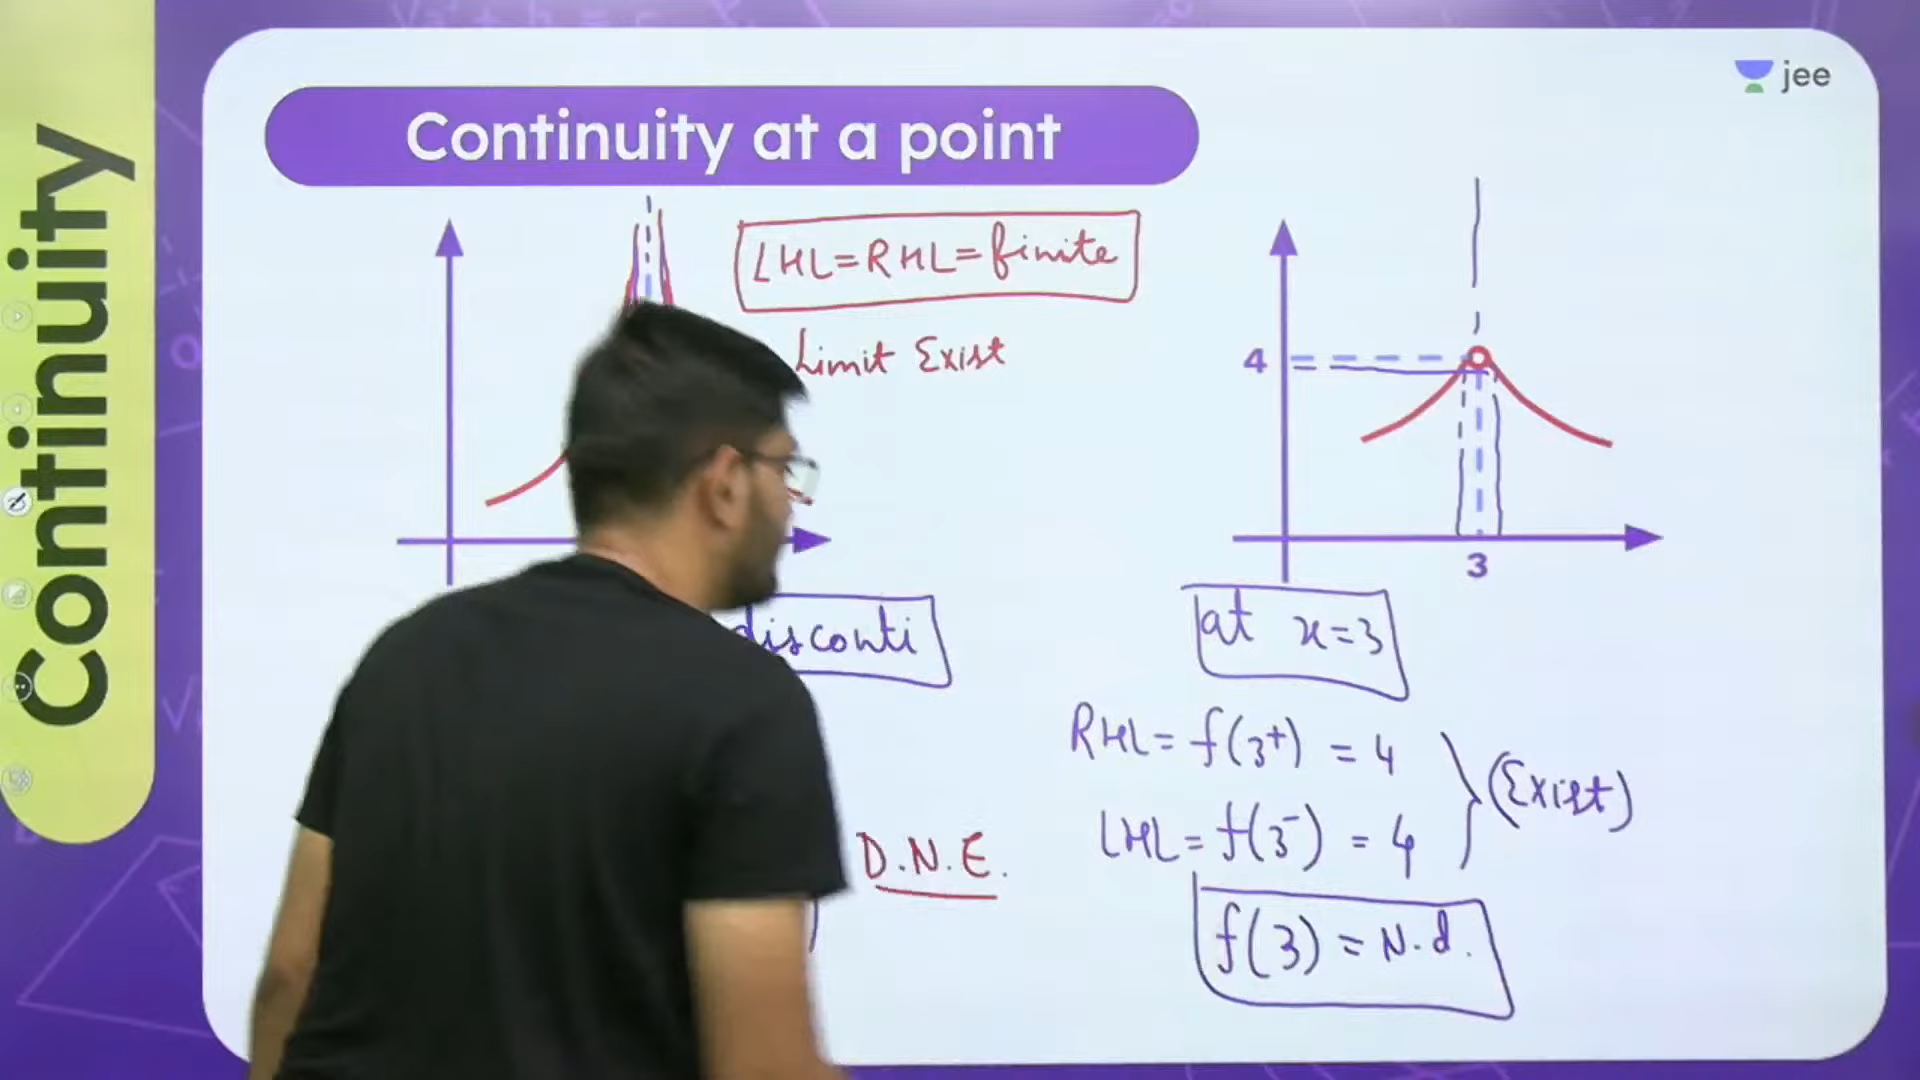 Continuity
jee
Continuity at a point
LHL=RHL=finite
Limit Exist
4
3
disconti
at x=3
RHL = f(3⁺) = 4
(Exist)
LHL = f(3⁻) = 4
D.N.E.
f(3) = N.d.